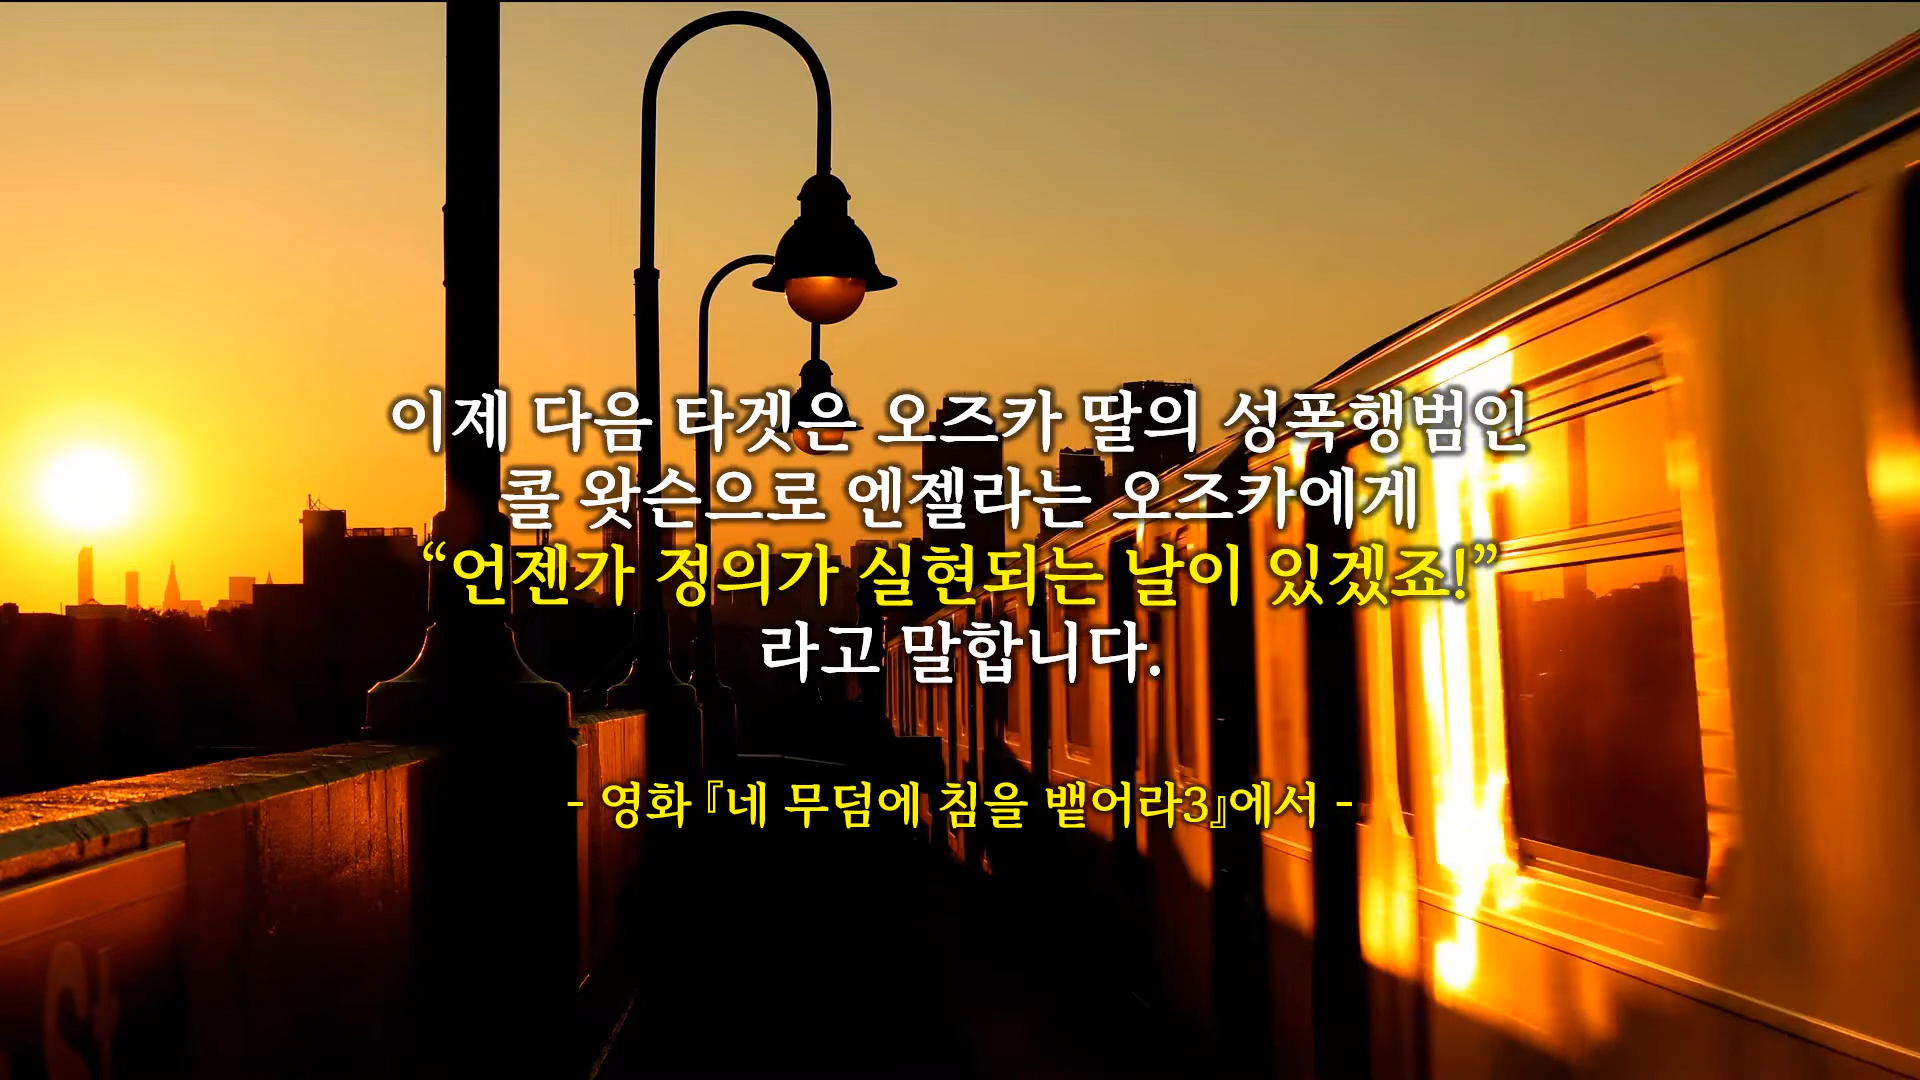 이제 다음 타겟은 오즈카 딸의 성폭행범인
콜 왓슨으로 엔젤라는 오즈카에게
“언젠가 정의가 실현되는 날이 있겠죠!”
라고 말합니다.
- 영화 『네 무덤에 침을 뱉어라3』에서 -